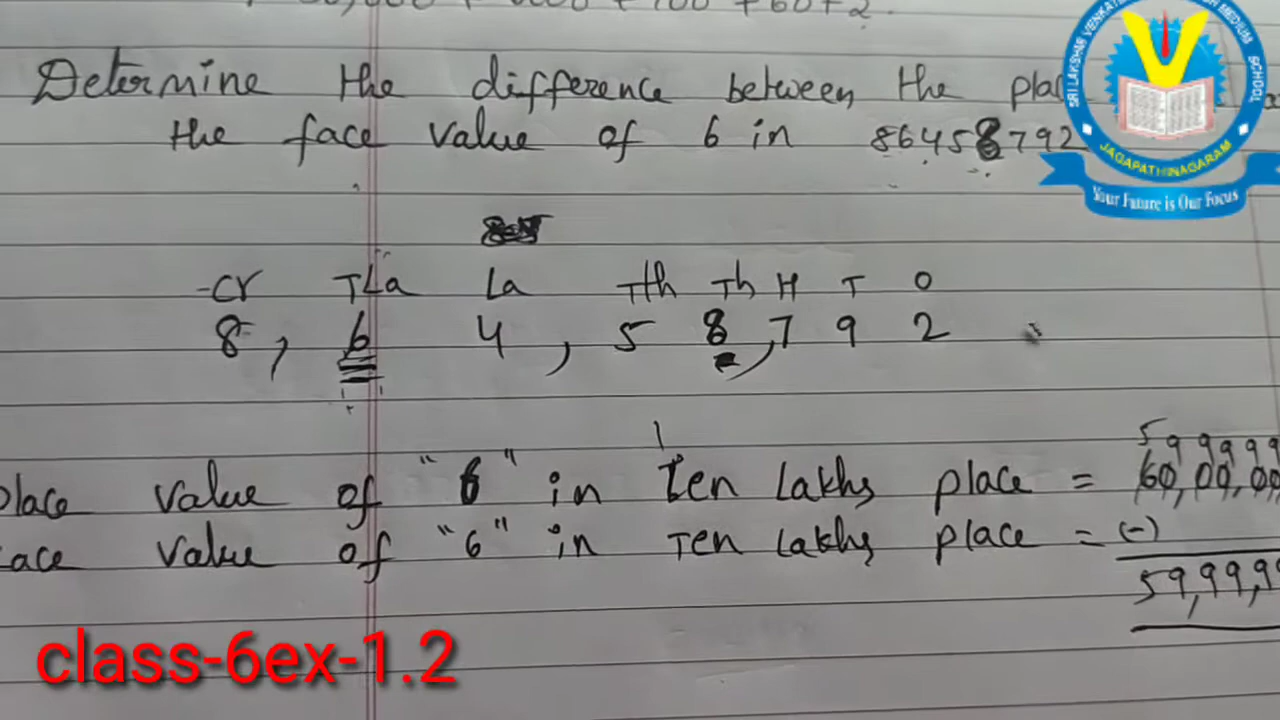 Determine the difference between the
the face value of 6 in 86458792
Cr TLa La Tth Th H T O
8, 6 4, 5 8, 7 9 2
place value of "6" in Ten Lakhs place = 60,00,00
face value of "6" in Ten Lakhs place = (-)
59,99,9
class-6ex-1.2
SRI LAKSHMI VENKATE MEDIUM SCHOOL
JAGAPATHINAGARAM
Your Future is Our Focus